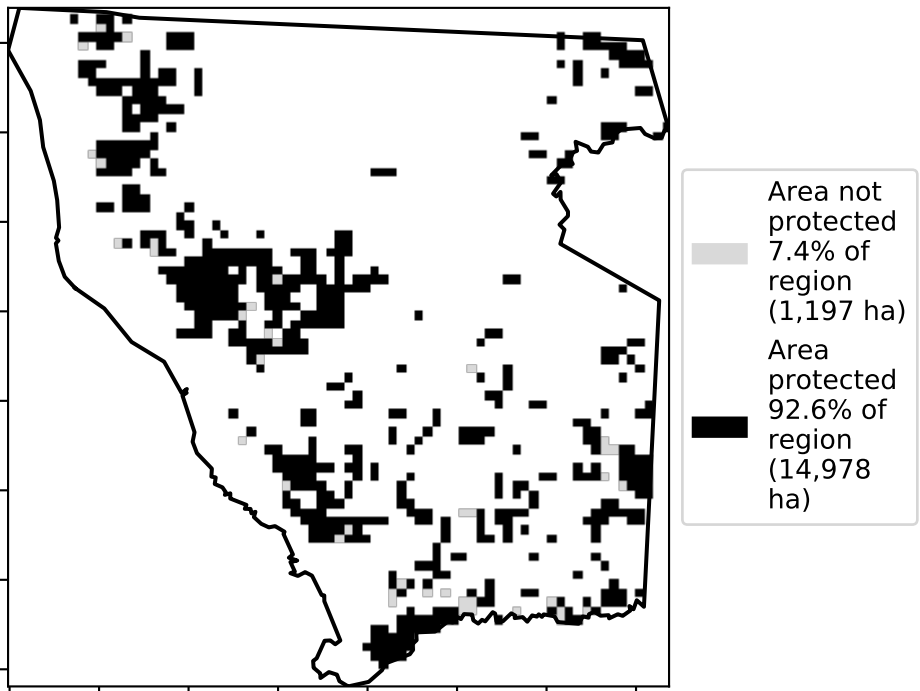 Area not
protected
7.4% of
region
(1,197 ha)
Area
protected
92.6% of
region
(14,978
ha)